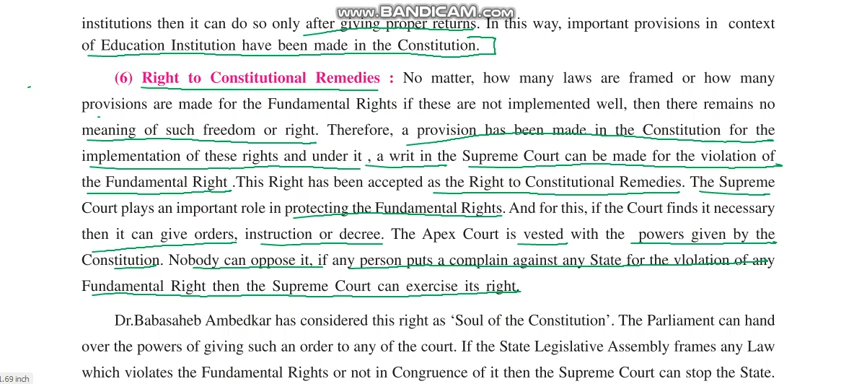 www.BANDICAM.com
institutions then it can do so only after giving proper returns. In this way, important provisions in context
of Education Institution have been made in the Constitution.
(6) Right to Constitutional Remedies : No matter, how many laws are framed or how many
provisions are made for the Fundamental Rights if these are not implemented well, then there remains no
meaning of such freedom or right. Therefore, a provision has been made in the Constitution for the
implementation of these rights and under it , a writ in the Supreme Court can be made for the violation of
the Fundamental Right .This Right has been accepted as the Right to Constitutional Remedies. The Supreme
Court plays an important role in protecting the Fundamental Rights. And for this, if the Court finds it necessary
then it can give orders, instruction or decree. The Apex Court is vested with the powers given by the
Constitution. Nobody can oppose it, if any person puts a complain against any State for the vlolation of any
Fundamental Right then the Supreme Court can exercise its right.
Dr.Babasaheb Ambedkar has considered this right as ‘Soul of the Constitution’. The Parliament can hand
over the powers of giving such an order to any of the court. If the State Legislative Assembly frames any Law
which violates the Fundamental Rights or not in Congruence of it then the Supreme Court can stop the State.
1.69 inch